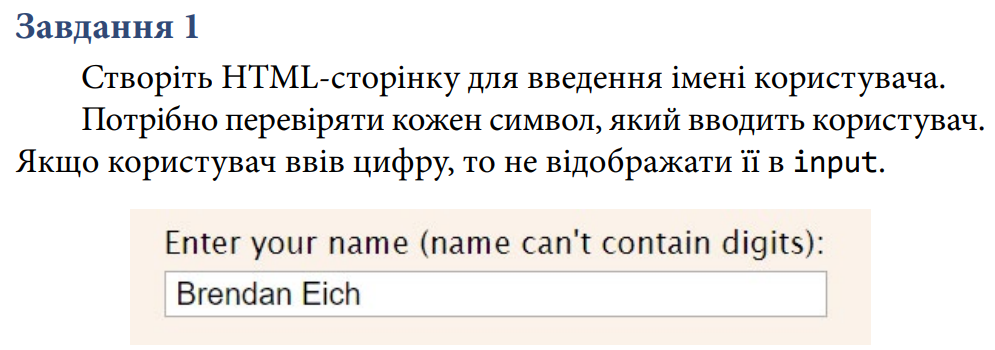 Завдання 1
Створіть HTML-сторінку для введення імені користувача.
Потрібно перевіряти кожен символ, який вводить користувач.
Якщо користувач ввів цифру, то не відображати її в input.
Enter your name (name can't contain digits):
Brendan Eich